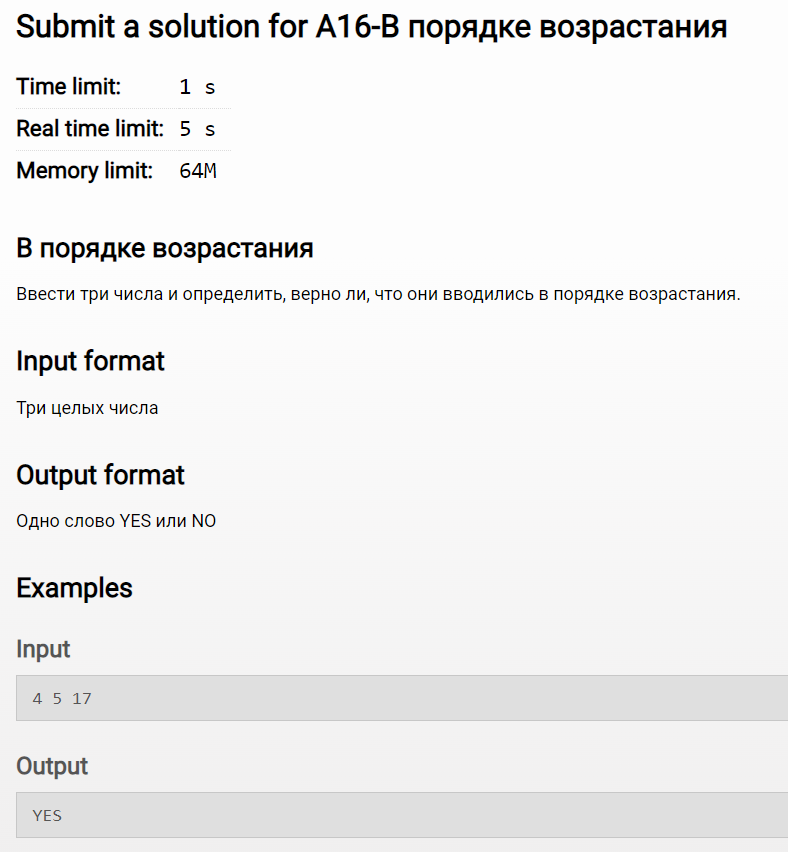 Submit a solution for A16-В порядке возрастания
Time limit: 1 s
Real time limit: 5 s
Memory limit: 64M
В порядке возрастания
Ввести три числа и определить, верно ли, что они вводились в порядке возрастания.
Input format
Три целых числа
Output format
Одно слово YES или NO
Examples
Input
4 5 17
Output
YES